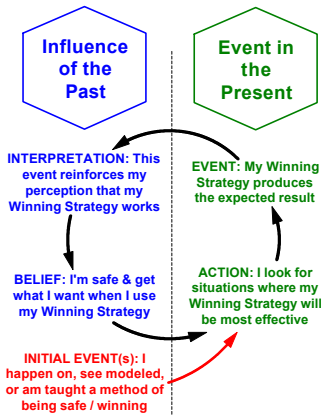 Influence
of the
Past
Event in
the
Present
INTERPRETATION: This
event reinforces my
perception that my
Winning Strategy works
EVENT: My Winning
Strategy produces
the expected result
BELIEF: I'm safe & get
what I want when I use
my Winning Strategy
ACTION: I look for
situations where my
Winning Strategy will
be most effective
INITIAL EVENT(s): I
happen on, see modeled,
or am taught a method of
being safe / winning